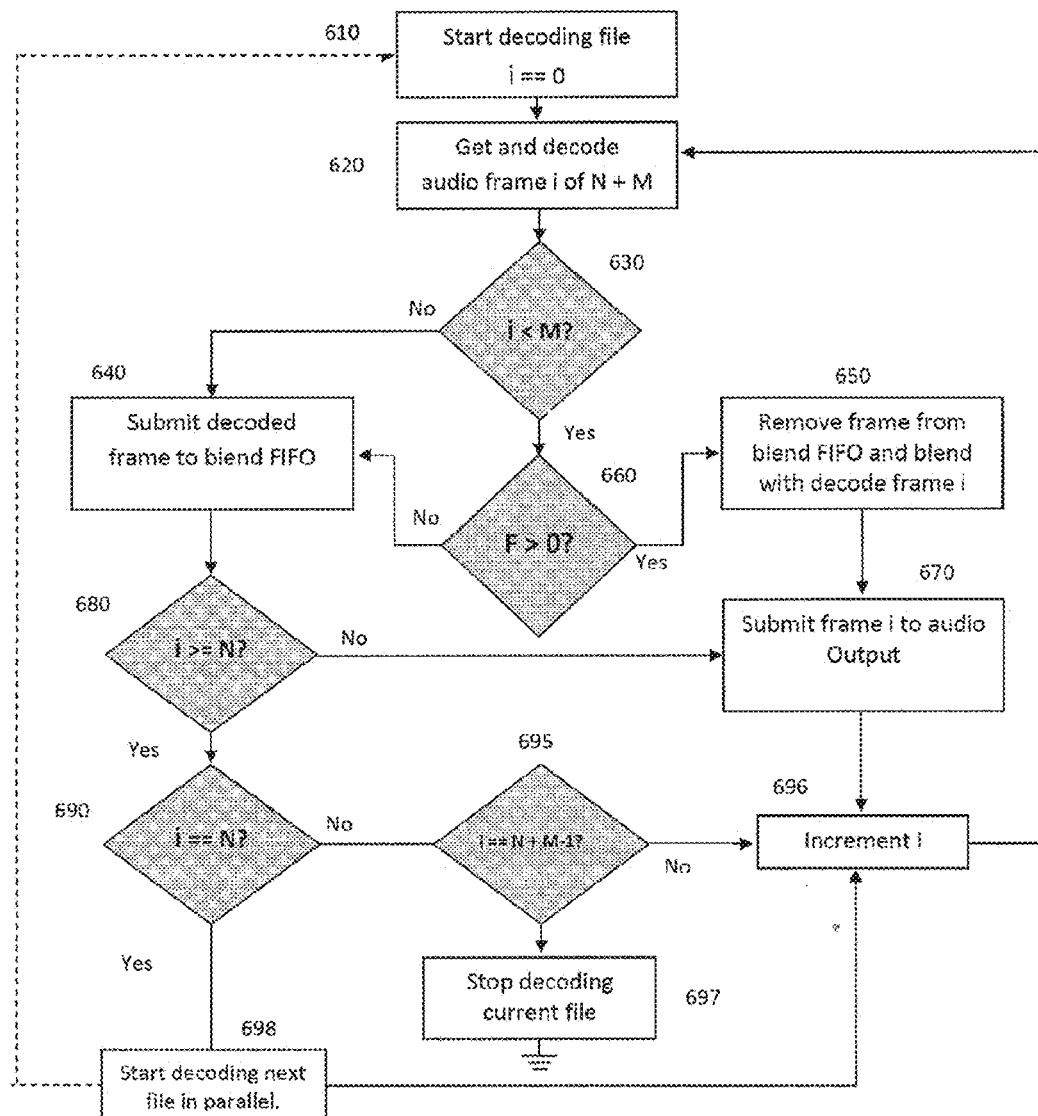 610
Start decoding file
i == 0
620
Get and decode
audio frame i of N + M
630
No
i < M?
640
Submit decoded
frame to blend FIFO
Yes
650
Remove frame from
blend FIFO and blend
with decode frame i
660
No
F > 0?
Yes
670
Submit frame i to audio
Output
680
i >= N?
No
Yes
690
i == N?
No
695
i == N + M-1?
No
696
Increment i
Yes
Stop decoding
current file
697
698
Start decoding next
file in parallel.